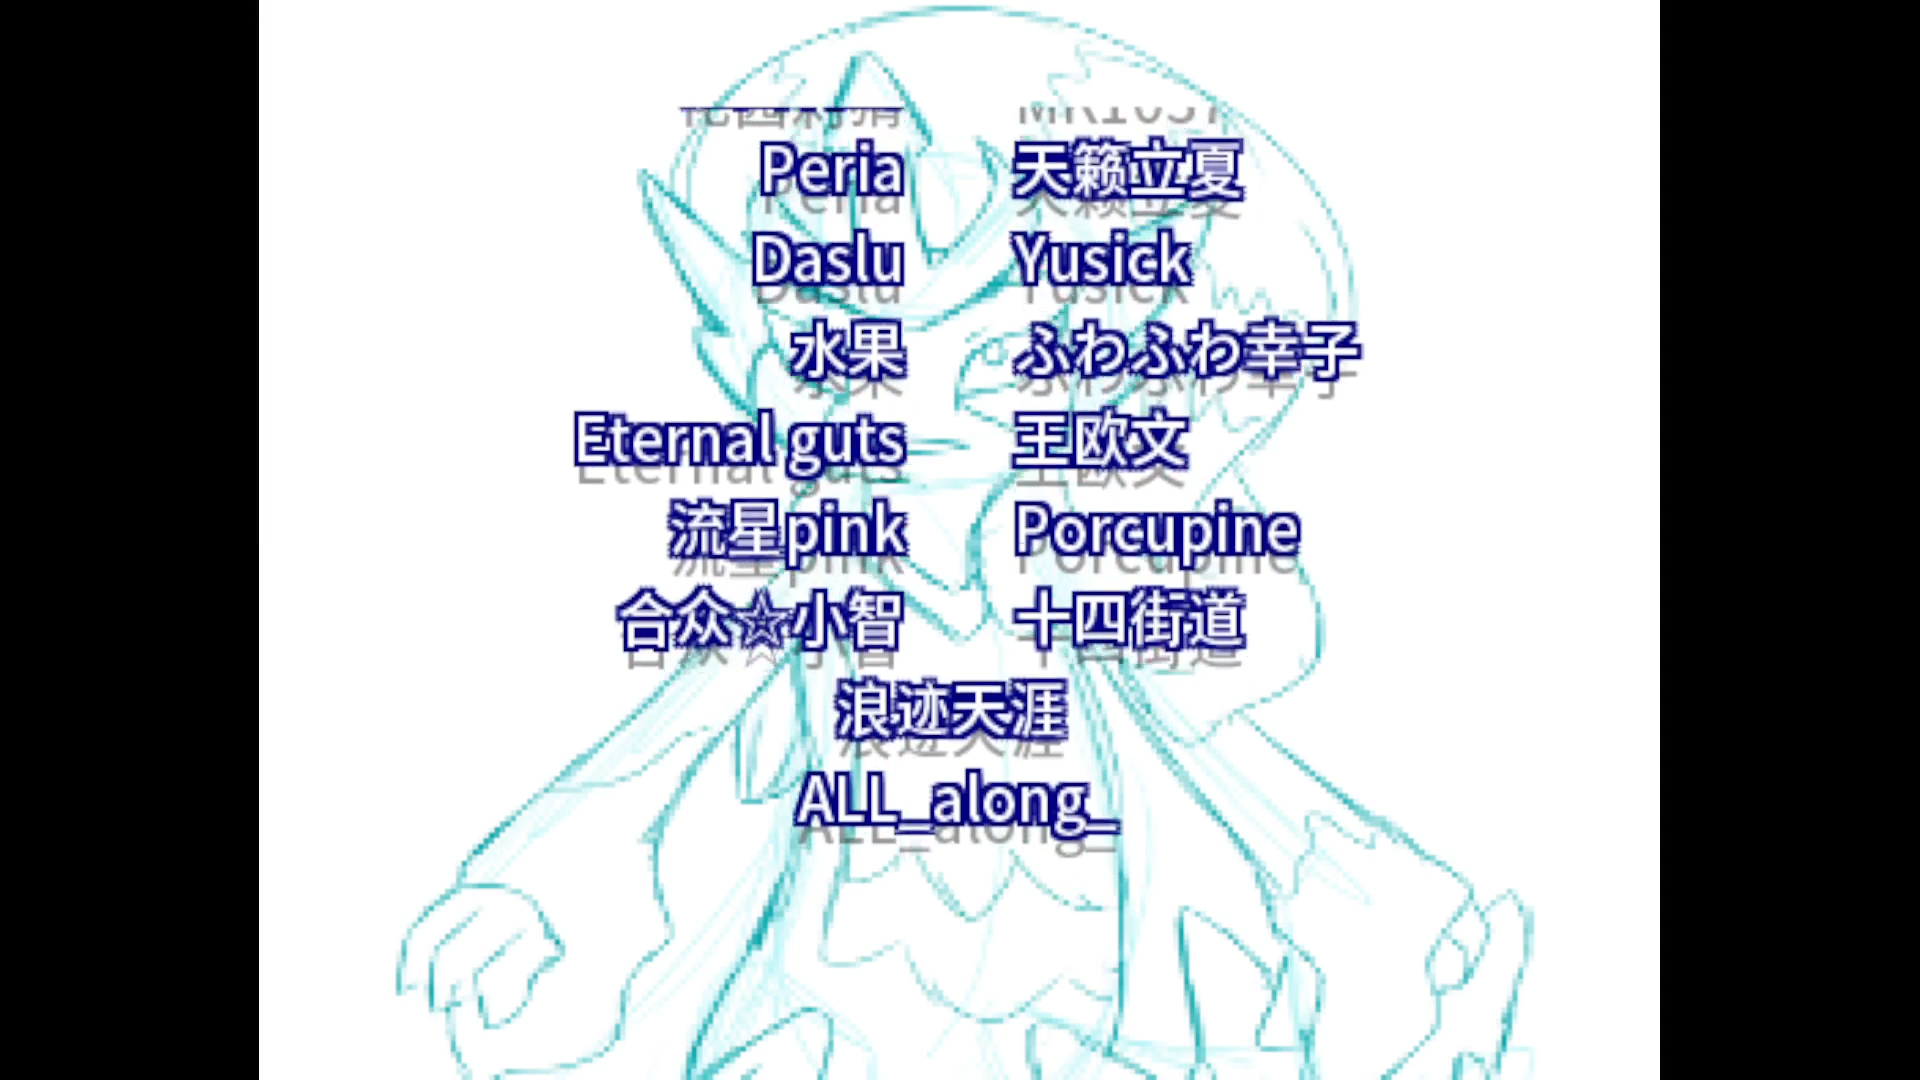 Peria 天籁立夏
Daslu Yusick
水果 ふわふわ幸子
Eternal guts 王欧文
流星pink Porcupine
合众☆小智 十四街道
浪迹天涯
ALL_along_